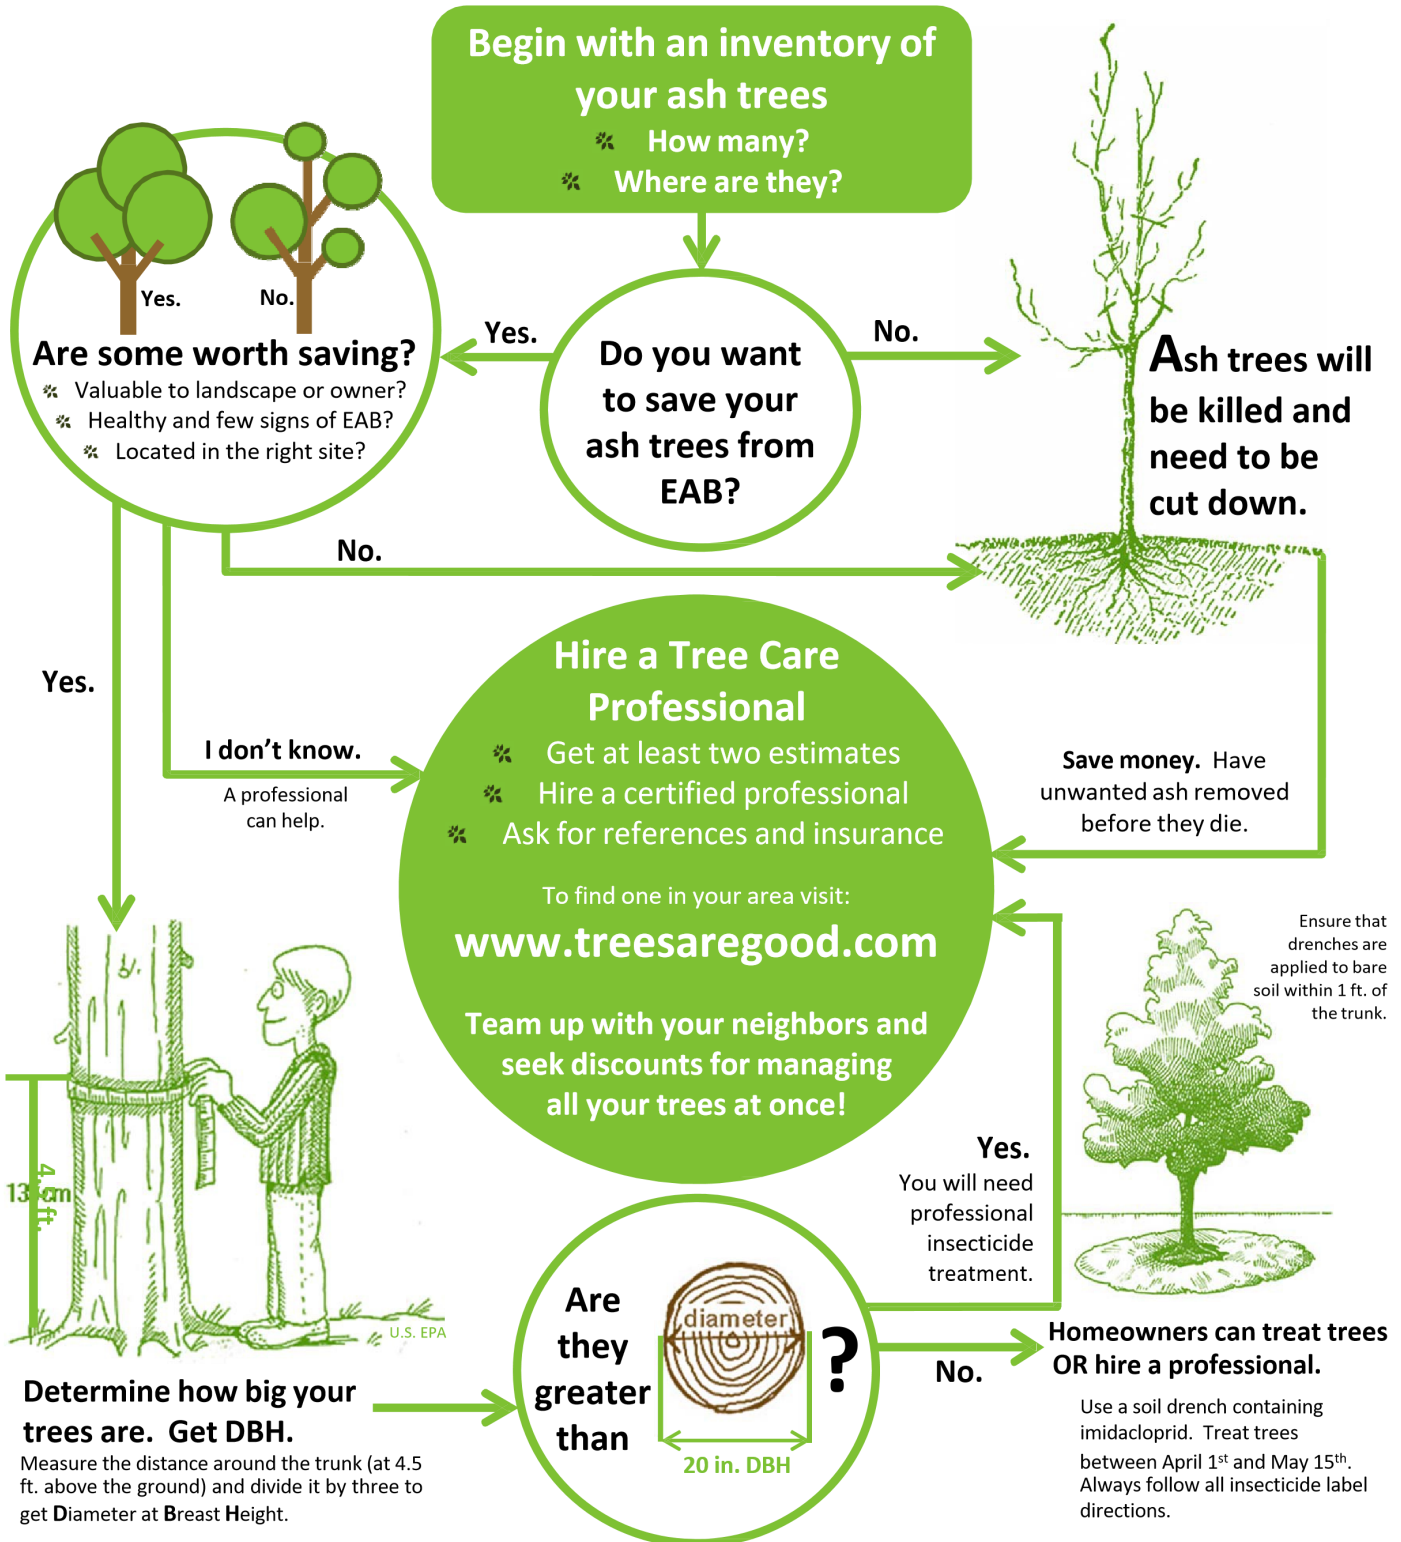 Begin with an inventory of
your ash trees
How many?
Where are they?
Yes.
No.
Are some worth saving?
Valuable to landscape or owner?
Healthy and few signs of EAB?
Located in the right site?
Yes.
Do you want
to save your
ash trees from
EAB?
No.
Ash trees will
be killed and
need to be
cut down.
No.
Yes.
I don't know.
A professional
can help.
Hire a Tree Care
Professional
Get at least two estimates
Hire a certified professional
Ask for references and insurance
To find one in your area visit:
www.treesaregood.com
Team up with your neighbors and
seek discounts for managing
all your trees at once!
Save money. Have
unwanted ash removed
before they die.
Ensure that
drenches are
applied to bare
soil within 1 ft. of
the trunk.
4.5 ft.
U.S. EPA
Determine how big your
trees are. Get DBH.
Measure the distance around the trunk (at 4.5
ft. above the ground) and divide it by three to
get Diameter at Breast Height.
Are
they
greater
than
diameter
?
20 in. DBH
Yes.
You will need
professional
insecticide
treatment.
No.
Homeowners can treat trees
OR hire a professional.
Use a soil drench containing
imidacloprid. Treat trees
between April 1st and May 15th.
Always follow all insecticide label
directions.